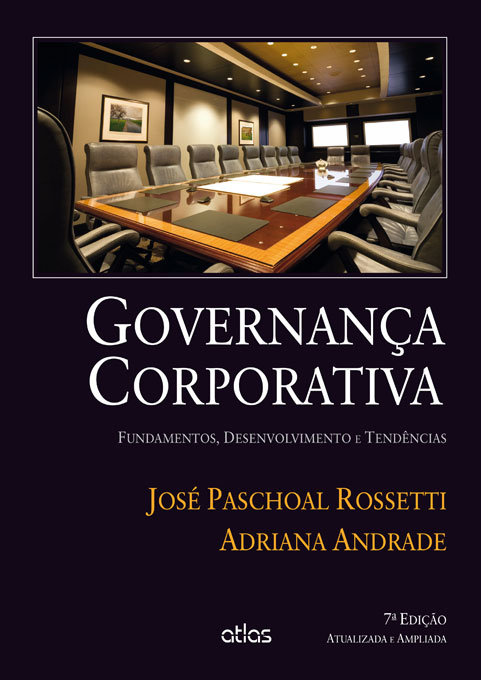 GOVERNANÇA
CORPORATIVA
FUNDAMENTOS, DESENVOLVIMENTO E TENDÊNCIAS
JOSÉ PASCHOAL ROSSETTI
ADRIANA ANDRADE
7ª EDIÇÃO
atlas
ATUALIZADA E AMPLIADA